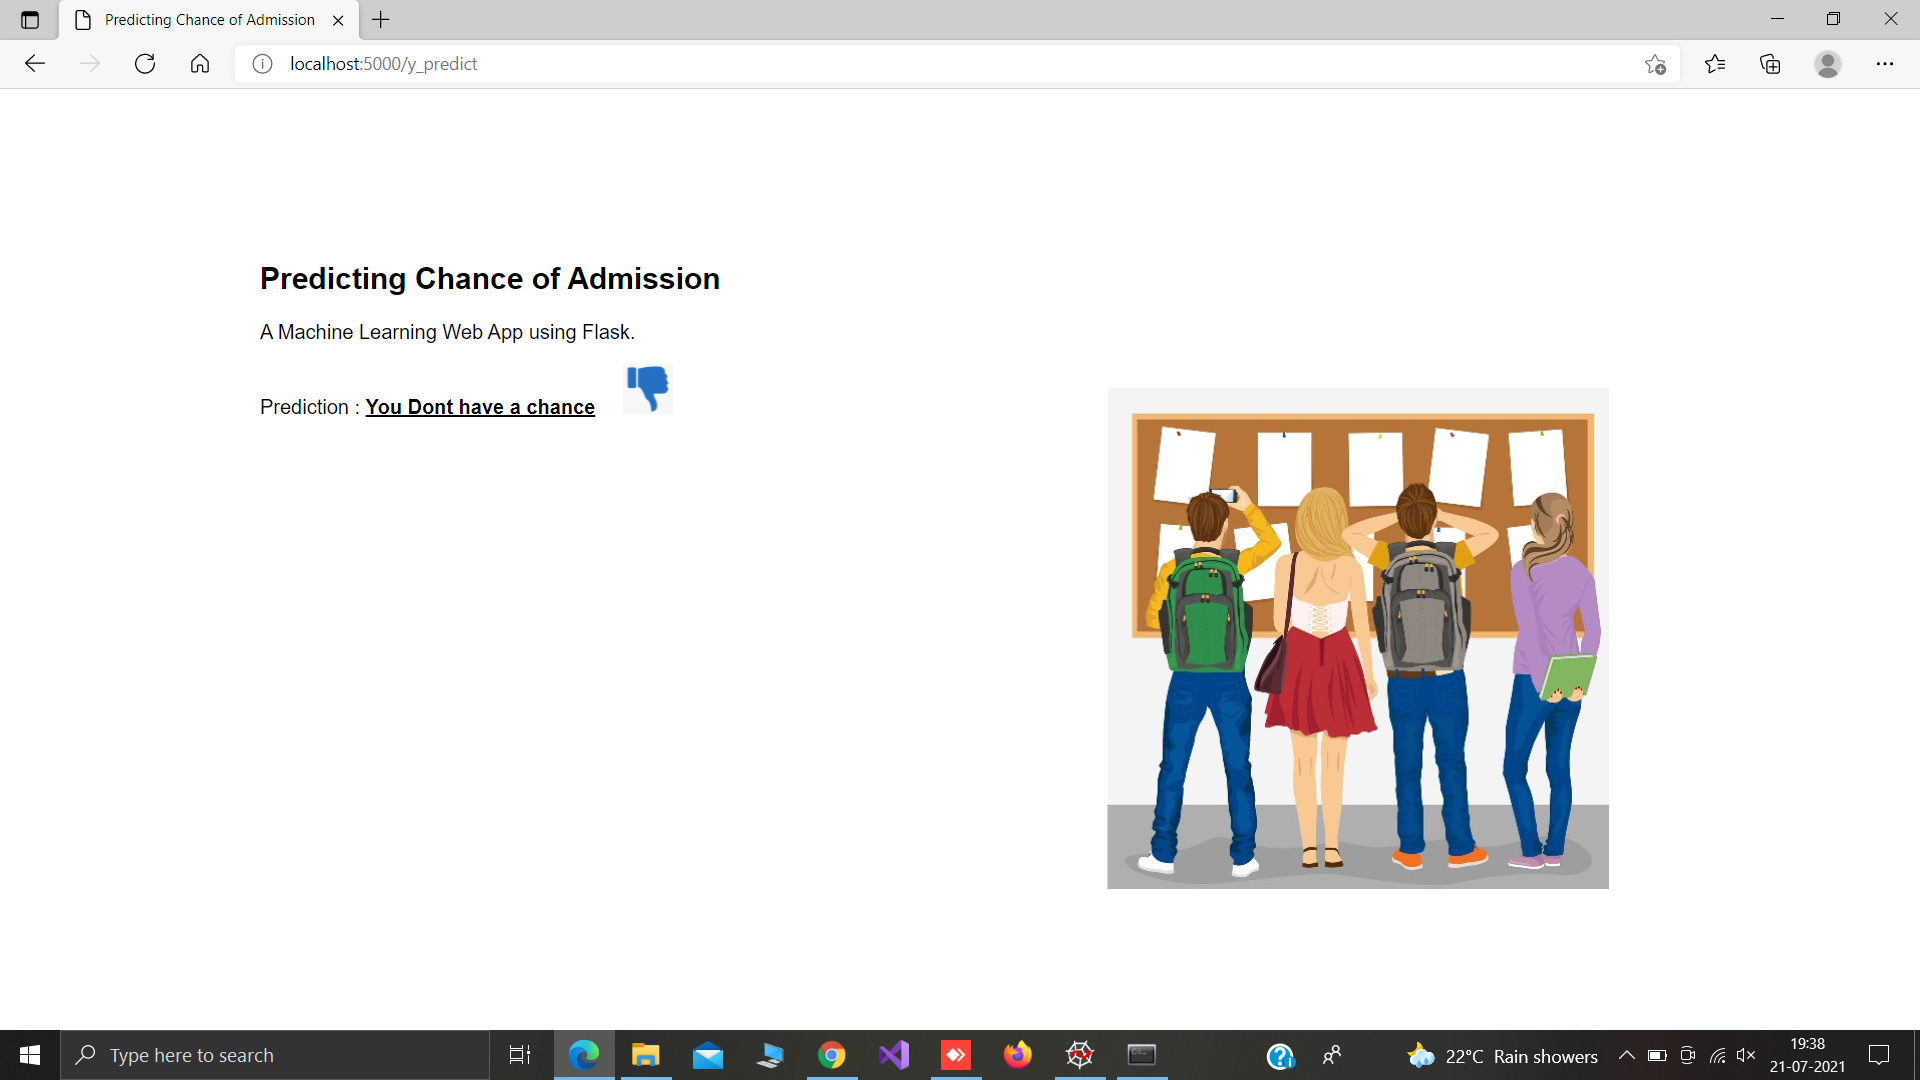 Predicting Chance of Admission
localhost:5000/y_predict
Predicting Chance of Admission
A Machine Learning Web App using Flask.
Prediction : You Dont have a chance
Type here to search
22°C Rain showers
19:38
21-07-2021